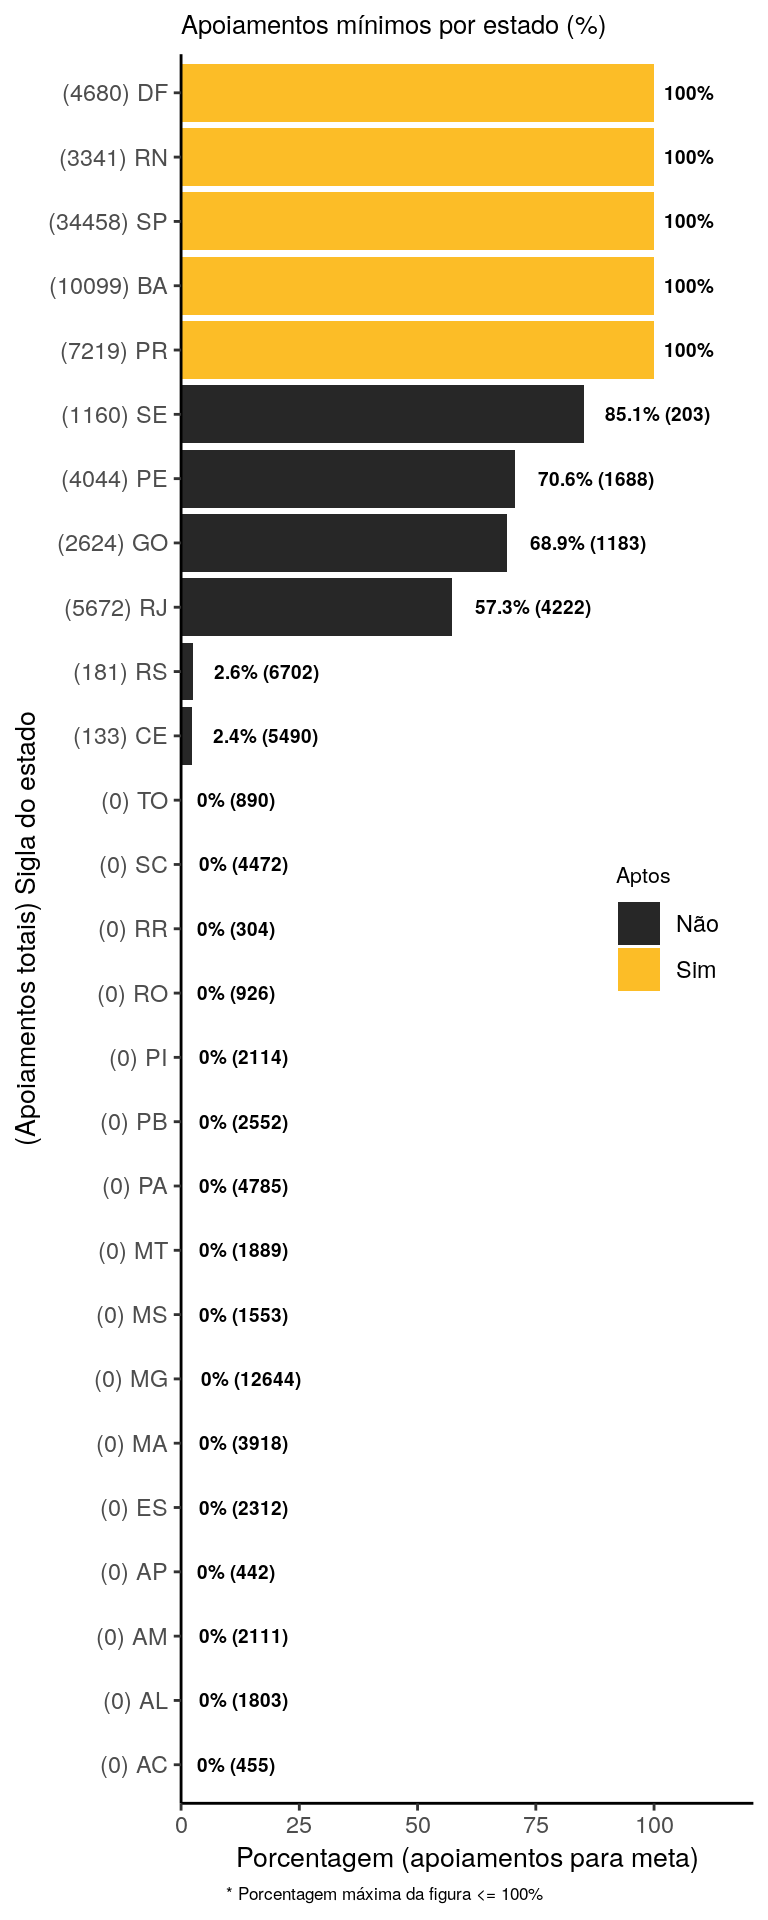 Apoiamentos mínimos por estado (%)
(4680) DF 100%
(3341) RN 100%
(34458) SP 100%
(10099) BA 100%
(7219) PR 100%
(1160) SE 85.1% (203)
(4044) PE 70.6% (1688)
(2624) GO 68.9% (1183)
(5672) RJ 57.3% (4222)
(181) RS 2.6% (6702)
(133) CE 2.4% (5490)
(0) TO 0% (890)
(0) SC 0% (4472)
(0) RR 0% (304)
(0) RO 0% (926)
(0) PI 0% (2114)
(0) PB 0% (2552)
(0) PA 0% (4785)
(0) MT 0% (1889)
(0) MS 0% (1553)
(0) MG 0% (12644)
(0) MA 0% (3918)
(0) ES 0% (2312)
(0) AP 0% (442)
(0) AM 0% (2111)
(0) AL 0% (1803)
(0) AC 0% (455)
(Apoiamentos totais) Sigla do estado
Aptos
Não
Sim
0 25 50 75 100
Porcentagem (apoiamentos para meta)
* Porcentagem máxima da figura <= 100%